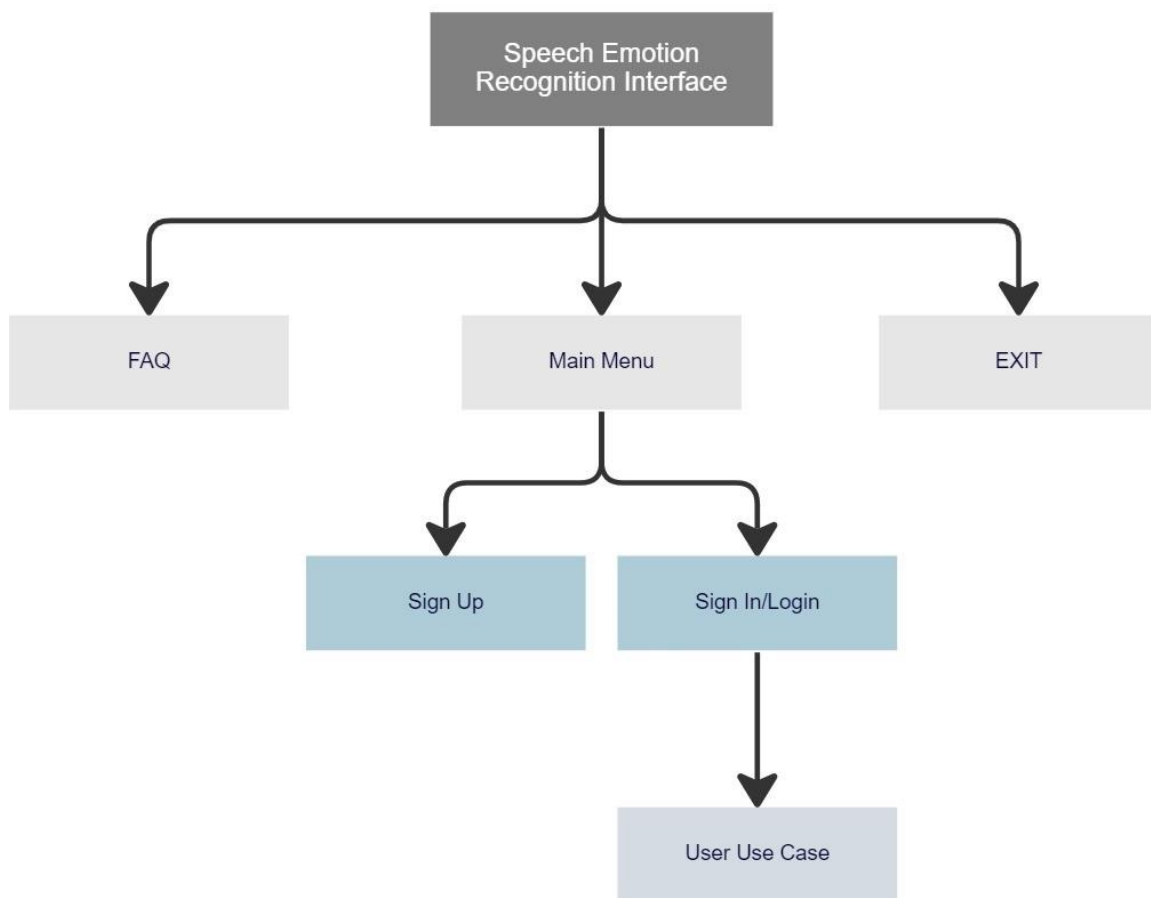 Speech Emotion
Recognition Interface
FAQ
Main Menu
EXIT
Sign Up
Sign In/Login
User Use Case